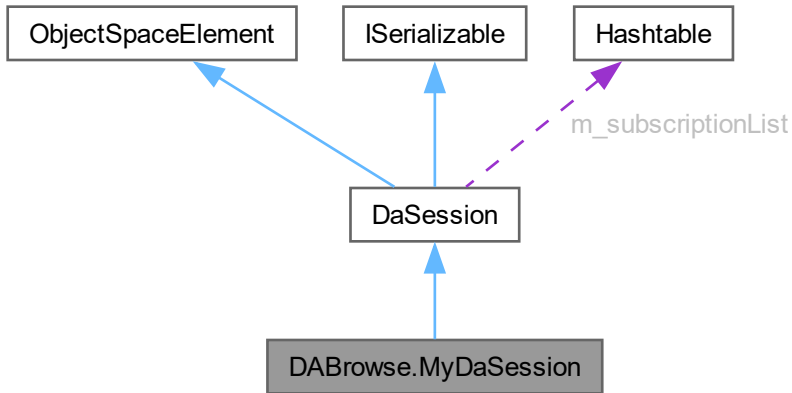 ObjectSpaceElement
ISerializable
Hashtable
m_subscriptionList
DaSession
DABrowse.MyDaSession